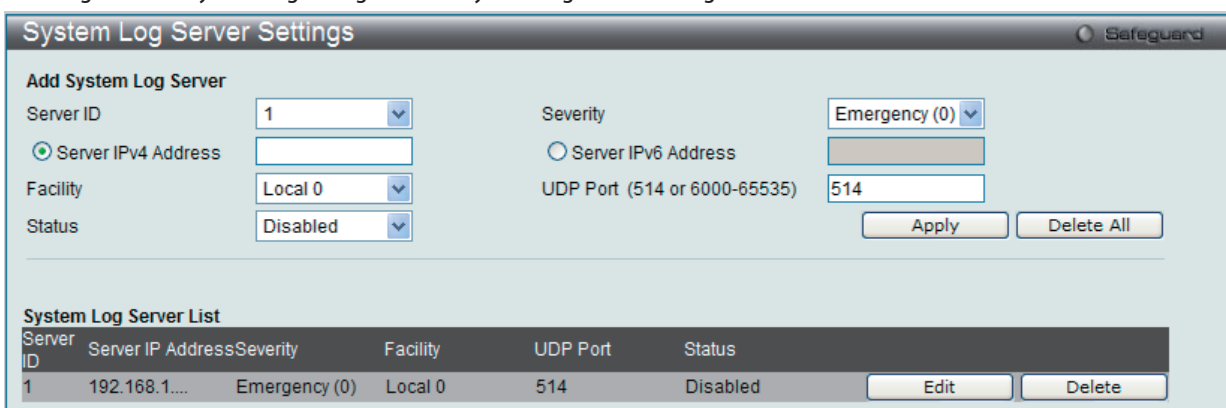 System Log Server Settings
Safeguard
Add System Log Server
Server ID 1 Severity Emergency (0)
Server IPv4 Address Server IPv6 Address
Facility Local 0 UDP Port (514 or 6000-65535) 514
Status Disabled Apply Delete All
System Log Server List
Server ID Server IP Address Severity Facility UDP Port Status
1 192.168.1.... Emergency (0) Local 0 514 Disabled Edit Delete